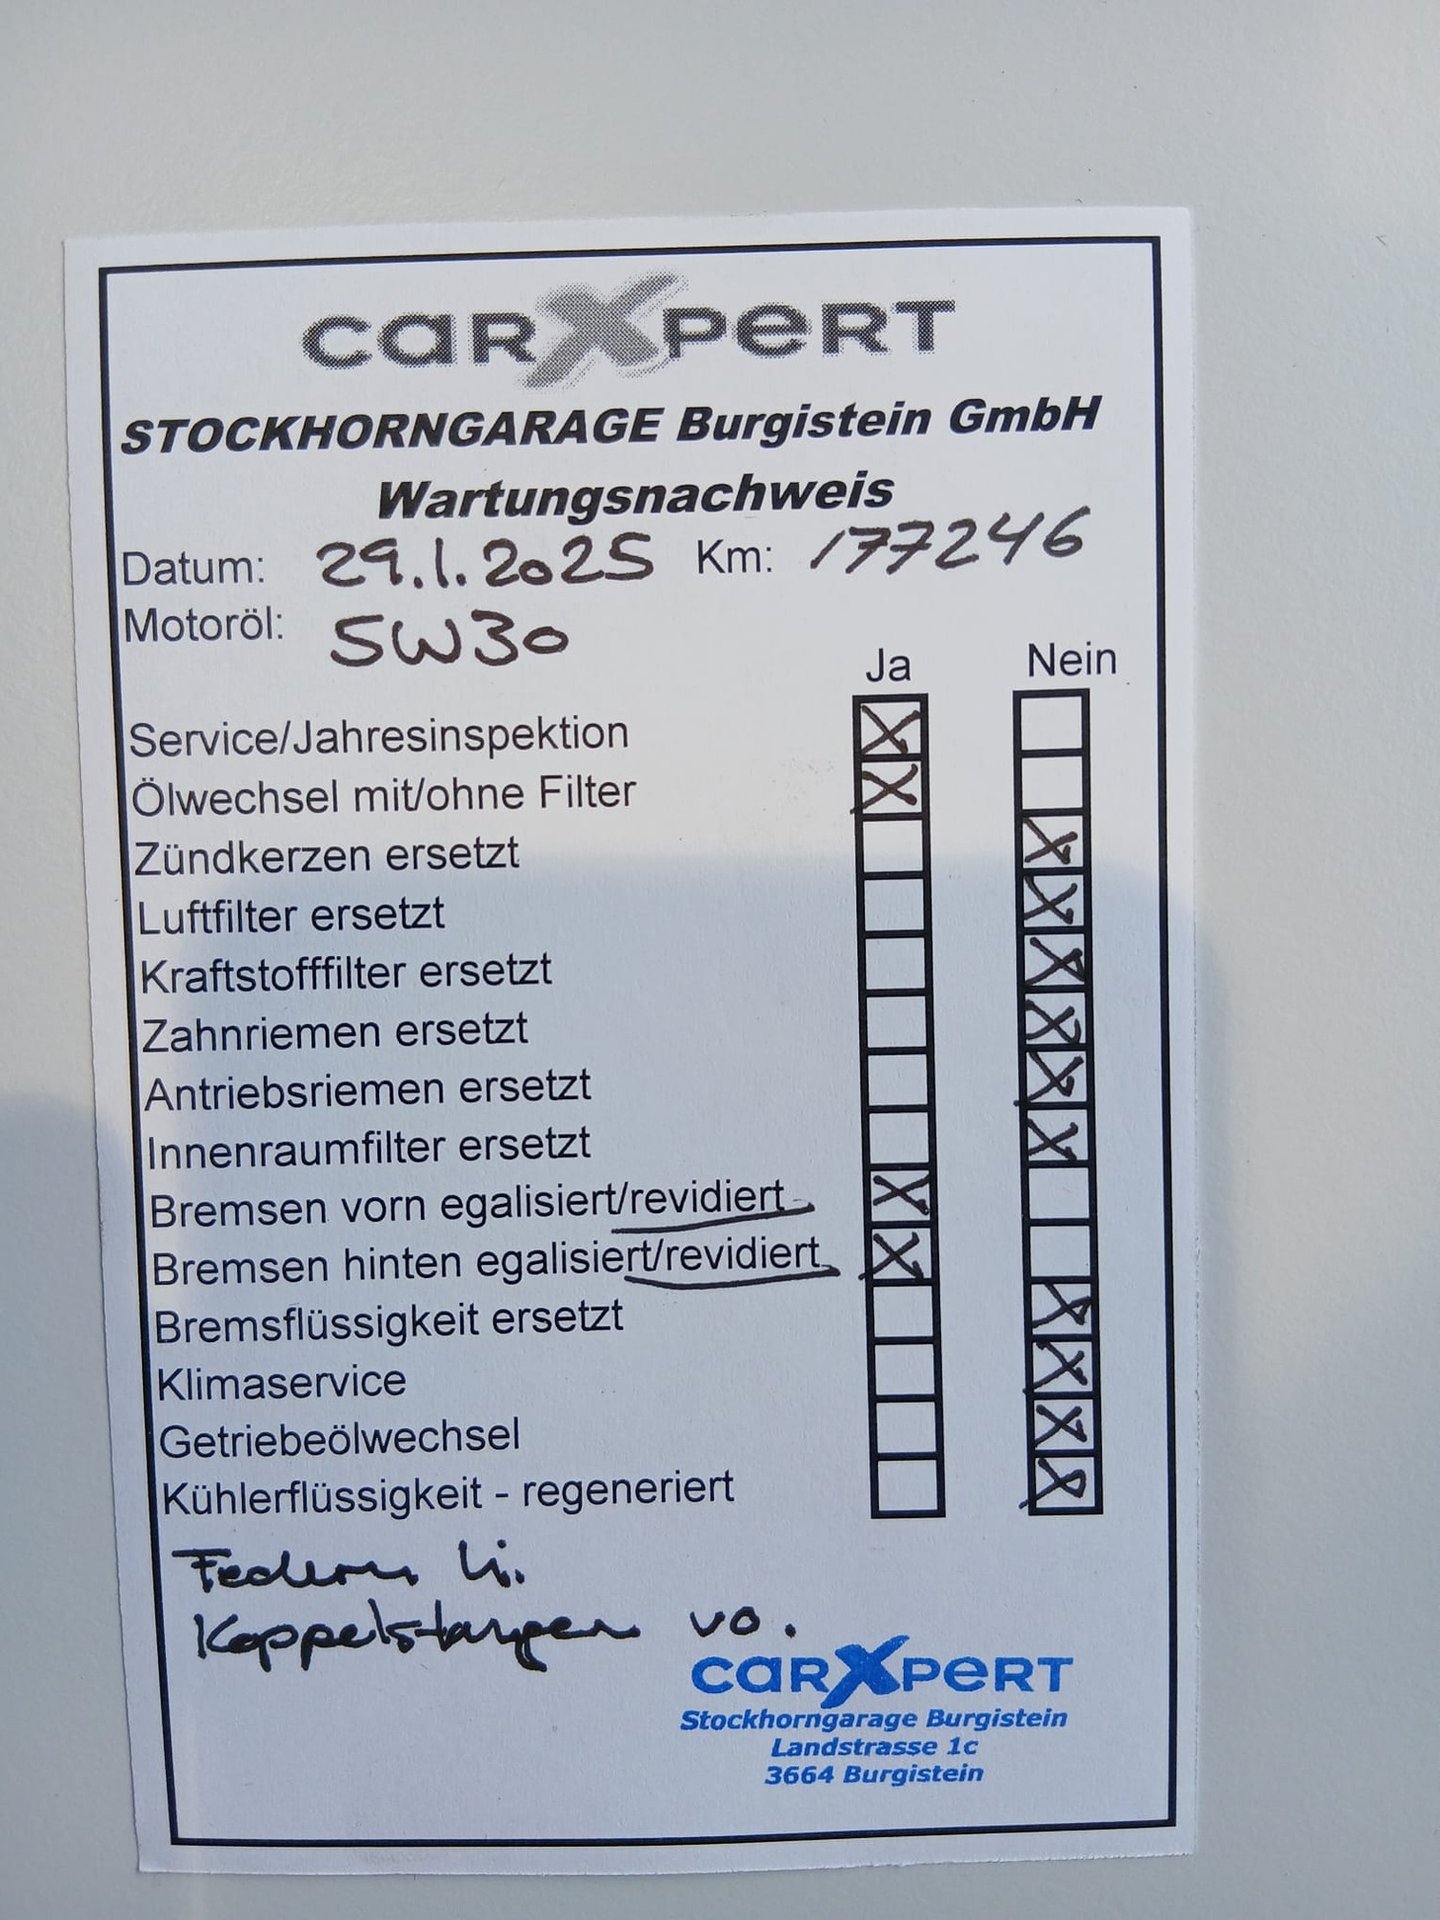 carXpert
STOCKHORNGARAGE Burgistein GmbH
Wartungsnachweis
Datum: 29.1.2025 Km: 177246
Motoröl: 5W30
Ja Nein
Service/Jahresinspektion X
Ölwechsel mit/ohne Filter X
Zündkerzen ersetzt X
Luftfilter ersetzt X
Kraftstofffilter ersetzt X
Zahnriemen ersetzt X
Antriebsriemen ersetzt X
Innenraumfilter ersetzt X
Bremsen vorn egalisiert/revidiert X
Bremsen hinten egalisiert/revidiert X
Bremsflüssigkeit ersetzt X
Klimaservice X
Getriebeölwechsel X
Kühlerflüssigkeit - regeneriert X
Federn hi.
Koppelstangen vo.
carXpert
Stockhorngarage Burgistein
Landstrasse 1c
3664 Burgistein